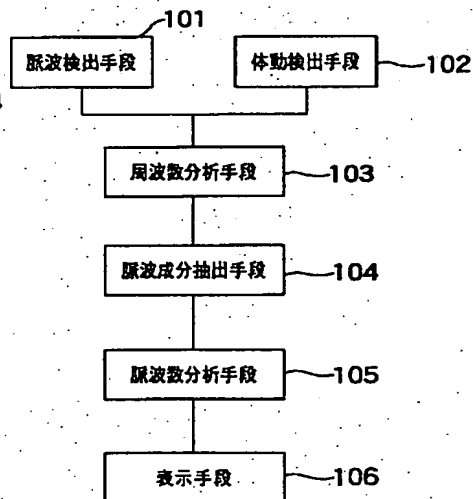 101
脈波検出手段
体動検出手段
102
周波数分析手段
103
脈波成分抽出手段
104
脈波数分析手段
105
表示手段
106